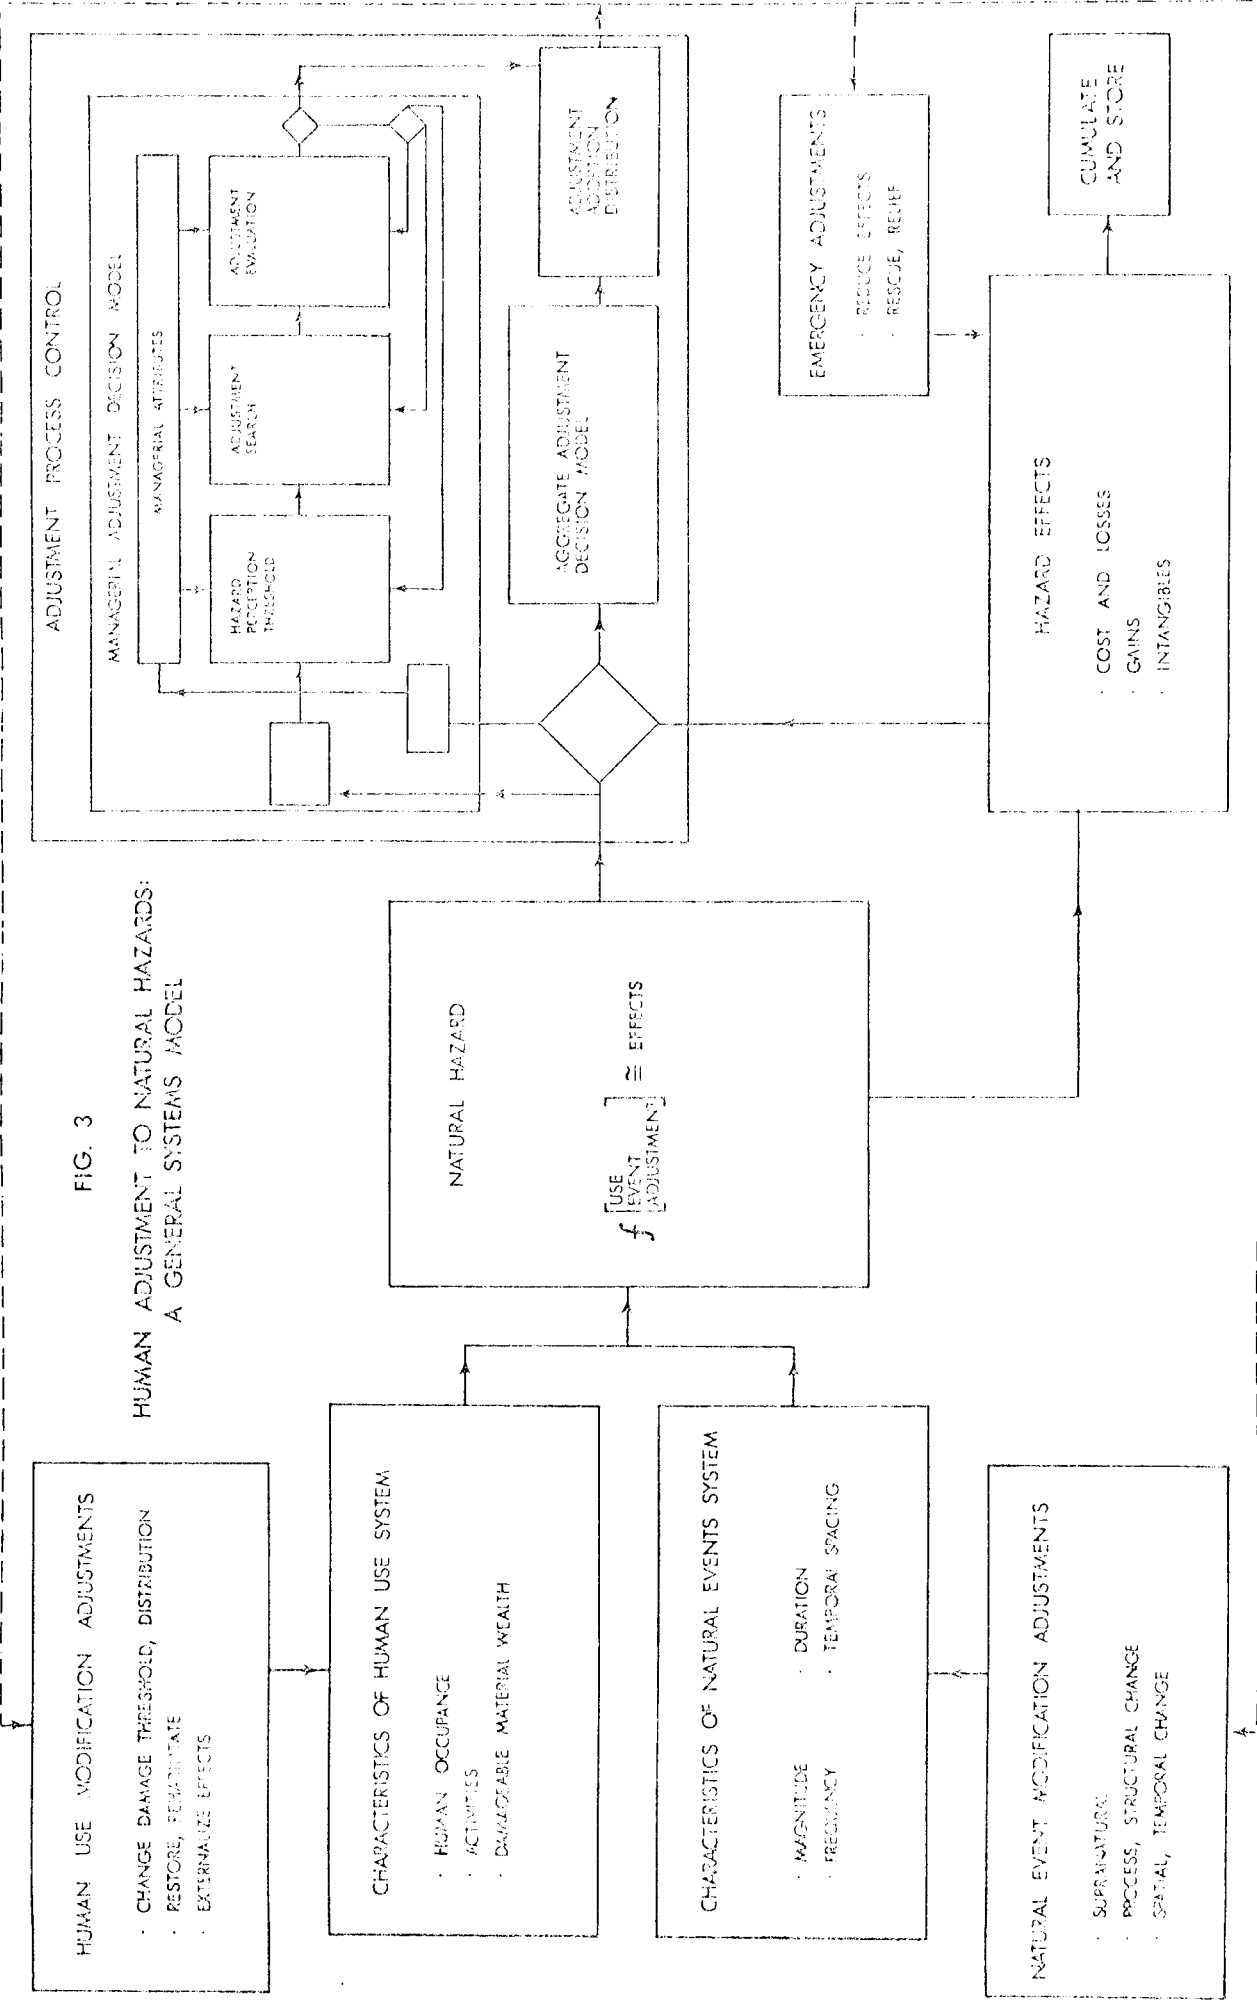 FIG. 3
HUMAN ADJUSTMENT TO NATURAL HAZARDS:
A GENERAL SYSTEMS MODEL
HUMAN USE MODIFICATION ADJUSTMENTS
· CHANGE DAMAGE THRESHOLD, DISTRIBUTION
· RESTORE, REHABILITATE
· EXTERNALIZE EFFECTS
CHARACTERISTICS OF HUMAN USE SYSTEM
· HUMAN OCCUPANCE
· ACTIVITIES
· DAMAGEABLE MATERIAL WEALTH
CHARACTERISTICS OF NATURAL EVENTS SYSTEM
· MAGNITUDE · DURATION
· FREQUENCY · TEMPORAL SPACING
NATURAL EVENT MODIFICATION ADJUSTMENTS
· SUPRANATURAL
· PROCESS, STRUCTURAL CHANGE
· SPATIAL, TEMPORAL CHANGE
NATURAL HAZARD
f [USE
EVENT
ADJUSTMENT] ≅ EFFECTS
ADJUSTMENT PROCESS CONTROL
MANAGERIAL ADJUSTMENT DECISION MODEL
MANAGERIAL ATTRIBUTES
HAZARD
PERCEPTION
THRESHOLD
ADJUSTMENT
SEARCH
ADJUSTMENT
EVALUATION
AGGREGATE ADJUSTMENT
DECISION MODEL
ADJUSTMENT
ADOPTION
DISTRIBUTION
EMERGENCY ADJUSTMENTS
· REDUCE EFFECTS
· RESCUE, RELIEF
HAZARD EFFECTS
· COST AND LOSSES
· GAINS
· INTANGIBLES
CUMULATE
AND STORE